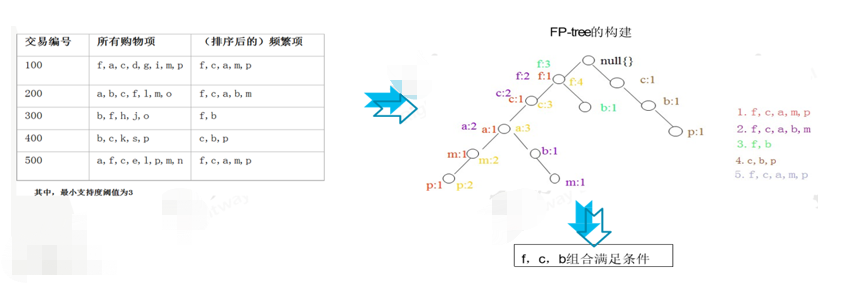 交易编号 所有购物项 （排序后的）频繁项
100 f,a,c,d,g,i,m,p f,c,a,m,p
200 a,b,c,f,l,m,o f,c,a,b,m
300 b,f,h,j,o f,b
400 b,c,k,s,p c,b,p
500 a,f,c,e,l,p,m,n f,c,a,m,p
其中，最小支持度阈值为3
FP-tree的构建
null{}
f:3
f:2 f:1 f:4
c:1
c:2 c:1 c:3
b:1 b:1
a:2 a:1 a:3
p:1
m:1 m:2 b:1
p:1 p:2 m:1
1.f,c,a,m,p
2.f,c,a,b,m
3.f,b
4.c,b,p
5.f,c,a,m,p
f，c，b组合满足条件